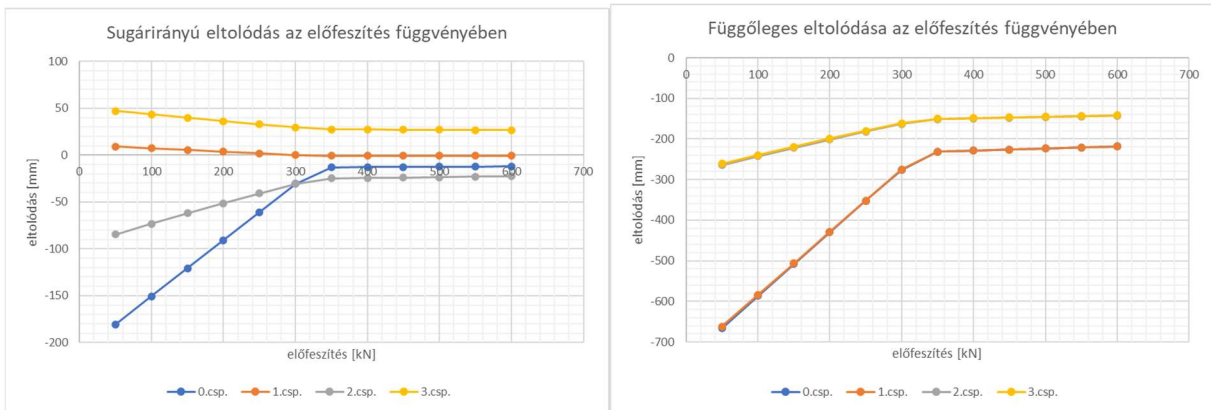 Sugárirányú eltolódás az előfeszítés függvényében
100
50
0
-50
-100
-150
-200
0 100 200 300 400 500 600 700
eltolódás [mm]
előfeszítés [kN]
0.csp. 1.csp. 2.csp. 3.csp.
Függőleges eltolódása az előfeszítés függvényében
0
-100
-200
-300
-400
-500
-600
-700
0 100 200 300 400 500 600 700
eltolódás [mm]
előfeszítés [kN]
0.csp. 1.csp. 2.csp. 3.csp.